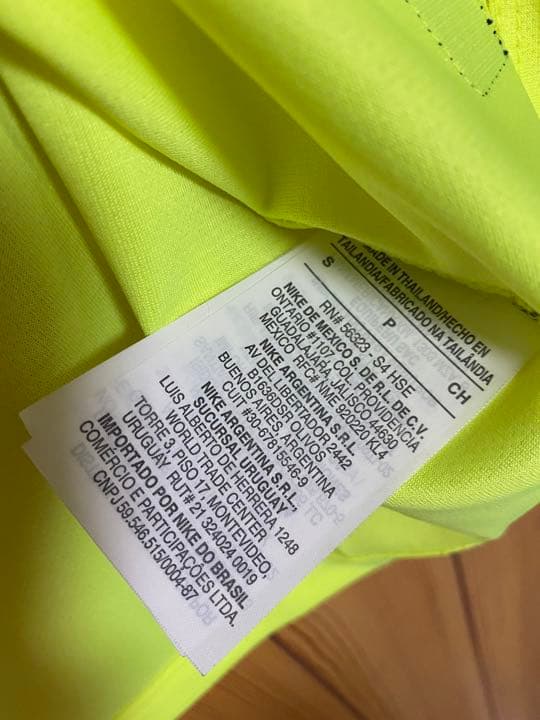 MADE IN THAILAND/HECHO EN
TAILANDIA/FABRICADO NA TAILÂNDIA
S P CH
RN# 56323 - S4 HSE
NIKE DE MEXICO S. DE R.L. DE C.V.
ONTARIO #1107 COL. PROVIDENCIA
GUADALAJARA, JALISCO 44630
MEXICO RFC# NME 920220 KL4
NIKE ARGENTINA S.R.L.
AV DEL LIBERTADOR 2442
B1636DSR OLIVOS
BUENOS AIRES, ARGENTINA
CUIT #30-67815546-9
NIKE ARGENTINA S.R.L.
SUCURSAL URUGUAY
LUIS ALBERTO DE HERRERA 1248
WORLD TRADE CENTER
TORRE 3 PISO 17, MONTEVIDEO,
URUGUAY RUT# 21 324024 0019
IMPORTADO POR NIKE DO BRASIL
COMERCIO E PARTICIPAÇÕES LTDA.
CNPJ 59.546.515/0004-87